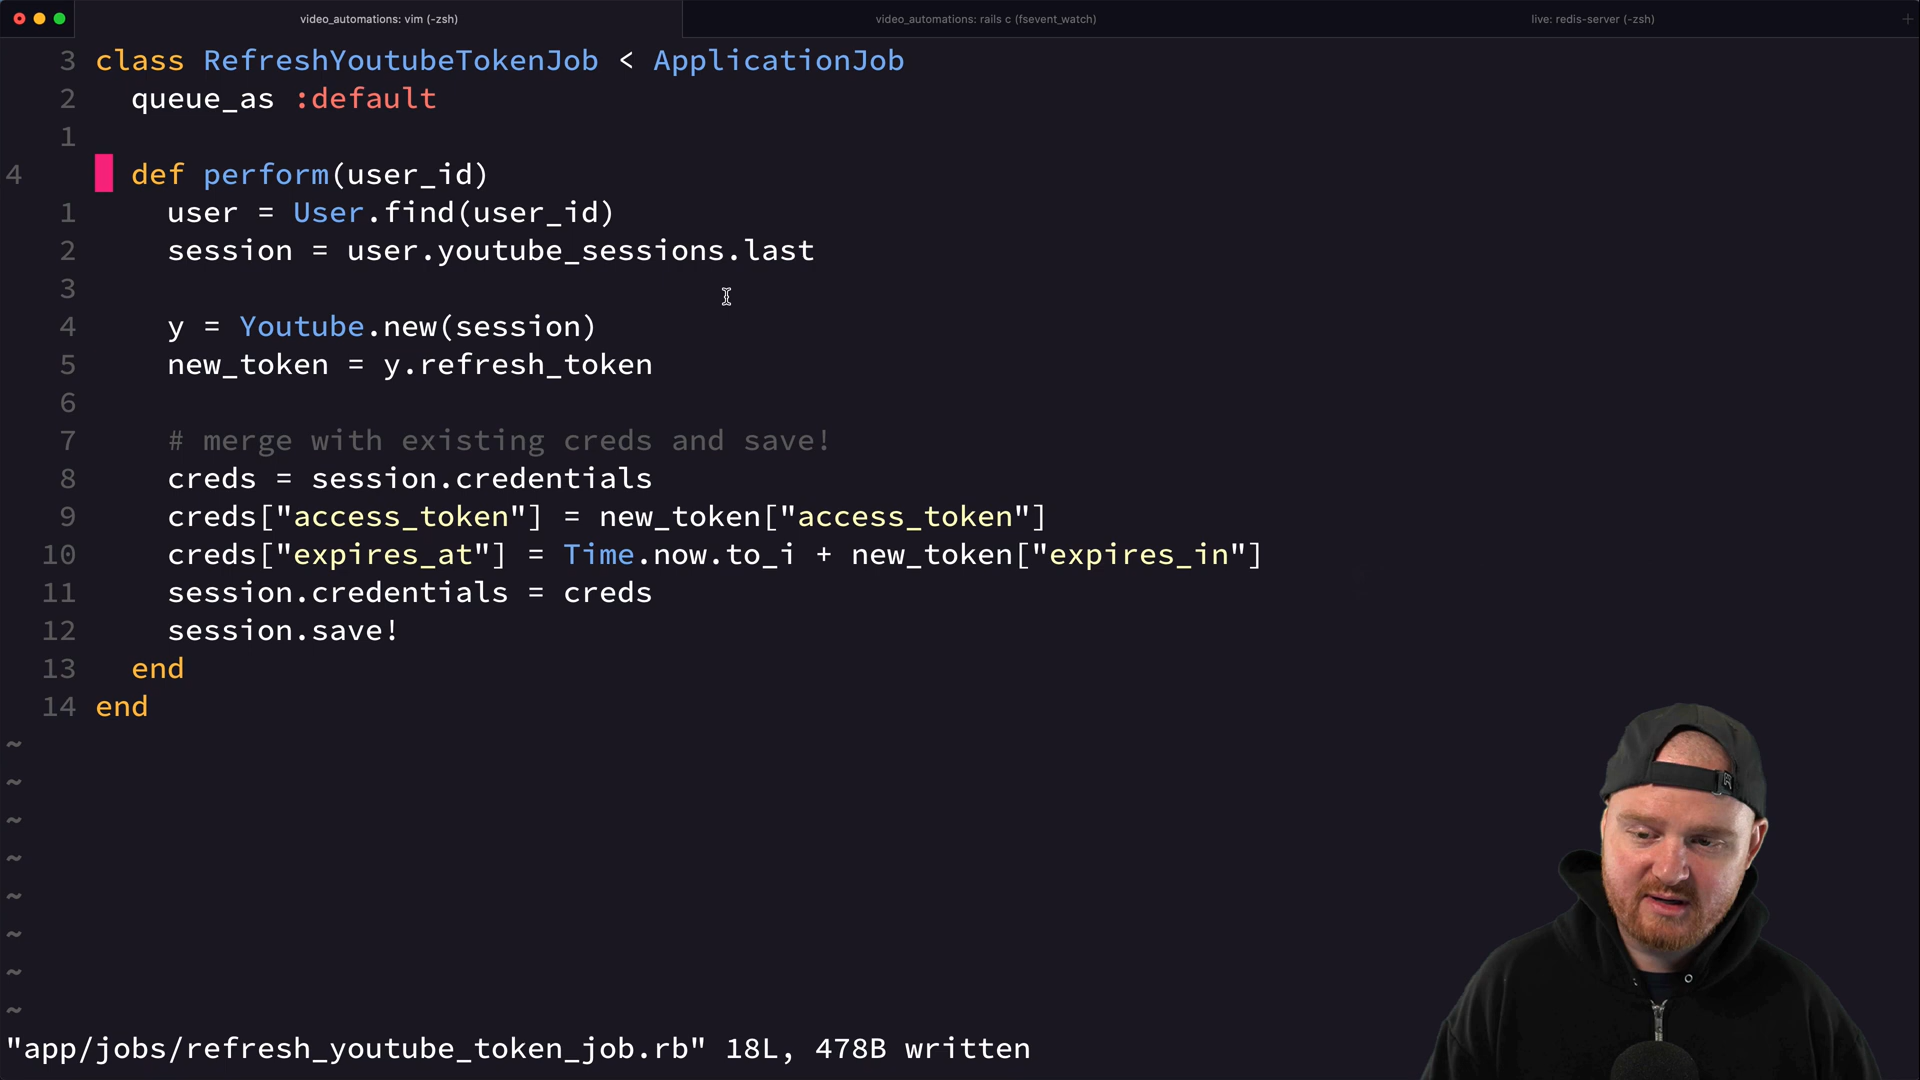 video_automations: vim (-zsh)
video_automations: rails c (fsevent_watch)
live: redis-server (-zsh)
+
3 class RefreshYoutubeTokenJob < ApplicationJob
2   queue_as :default
1
4   def perform(user_id)
1     user = User.find(user_id)
2     session = user.youtube_sessions.last
3
4     y = Youtube.new(session)
5     new_token = y.refresh_token
6
7     # merge with existing creds and save!
8     creds = session.credentials
9     creds["access_token"] = new_token["access_token"]
10     creds["expires_at"] = Time.now.to_i + new_token["expires_in"]
11     session.credentials = creds
12     session.save!
13   end
14 end
~
~
~
~
~
~
~
~
"app/jobs/refresh_youtube_token_job.rb" 18L, 478B written